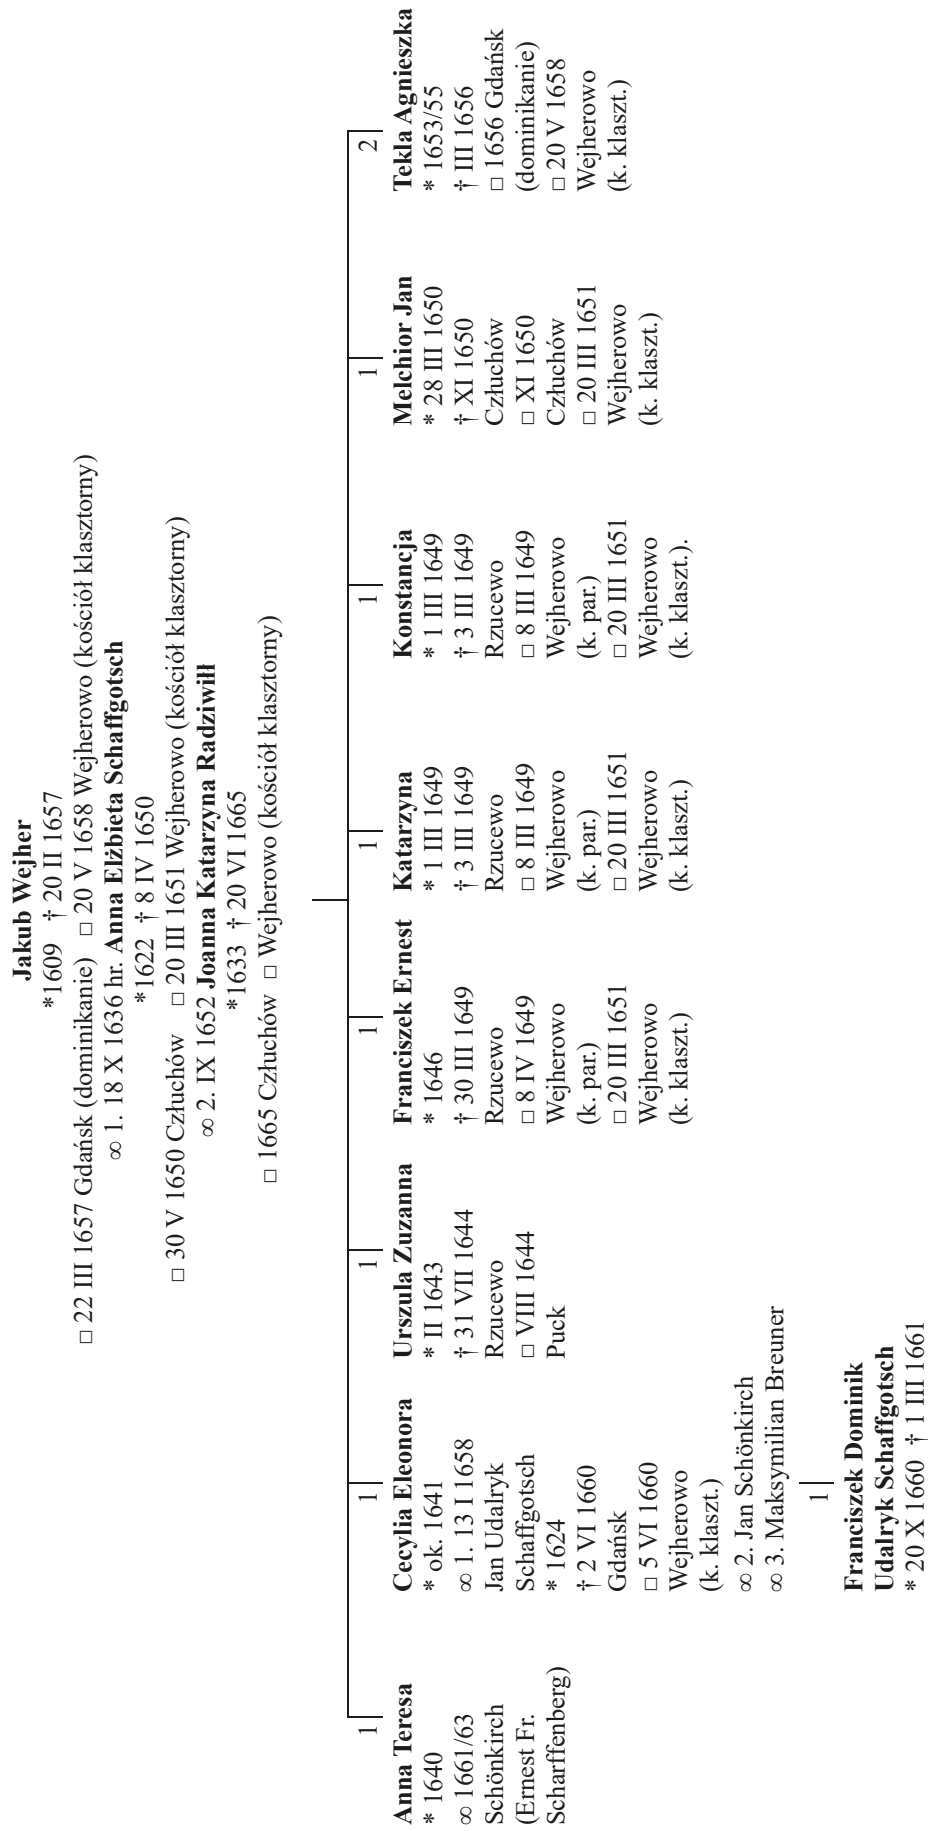 Jakub Wejher
*1609 † 20 II 1657
□ 22 III 1657 Gdańsk (dominikanie) □ 20 V 1658 Wejherowo (kościół klasztorny)
∞ 1. 18 X 1636 hr. Anna Elżbieta Schaffgotsch
*1622 † 8 IV 1650
□ 30 V 1650 Człuchów □ 20 III 1651 Wejherowo (kościół klasztorny)
∞ 2. IX 1652 Joanna Katarzyna Radziwiłł
*1633 † 20 VI 1665
□ 1665 Człuchów □ Wejherowo (kościół klasztorny)
1
Anna Teresa
* 1640
∞ 1661/63
Schönkirch
(Ernest Fr.
Scharffenberg)
1
Cecylia Eleonora
* ok. 1641
∞ 1. 13 I 1658
Jan Udalryk
Schaffgotsch
* 1624
† 2 VI 1660
Gdańsk
□ 5 VI 1660
Wejherowo
(k. klaszt.)
∞ 2. Jan Schönkirch
∞ 3. Maksymilian Breuner
1
Franciszek Dominik
Udalryk Schaffgotsch
* 20 X 1660 † 1 III 1661
1
Urszula Zuzanna
* II 1643
† 31 VII 1644
Rzucewo
□ VIII 1644
Puck
1
Franciszek Ernest
* 1646
† 30 III 1649
Rzucewo
□ 8 IV 1649
Wejherowo
(k. par.)
□ 20 III 1651
Wejherowo
(k. klaszt.)
1
Katarzyna
* 1 III 1649
† 3 III 1649
Rzucewo
□ 8 III 1649
Wejherowo
(k. par.)
□ 20 III 1651
Wejherowo
(k. klaszt.)
1
Konstancja
* 1 III 1649
† 3 III 1649
Rzucewo
□ 8 III 1649
Wejherowo
(k. par.)
□ 20 III 1651
Wejherowo
(k. klaszt.).
1
Melchior Jan
* 28 III 1650
† XI 1650
Człuchów
□ XI 1650
Człuchów
□ 20 III 1651
Wejherowo
(k. klaszt.)
2
Tekla Agnieszka
* 1653/55
† III 1656
□ 1656 Gdańsk
(dominikanie)
□ 20 V 1658
Wejherowo
(k. klaszt.)